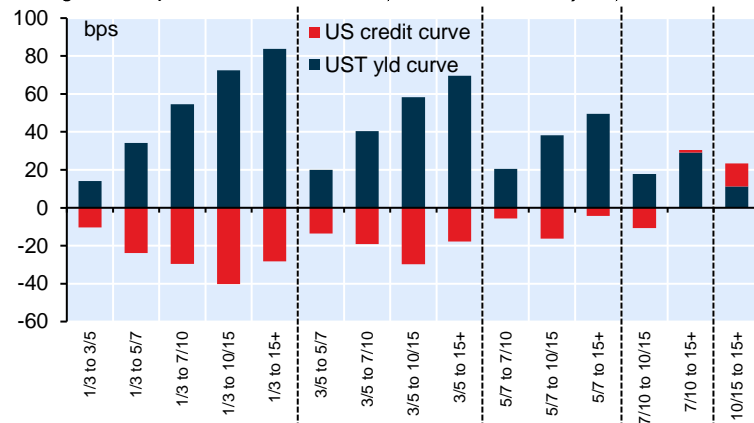 100
80
60
40
20
0
-20
-40
-60
bps
US credit curve
UST yld curve
1/3 to 3/5
1/3 to 5/7
1/3 to 7/10
1/3 to 10/15
1/3 to 15+
3/5 to 5/7
3/5 to 7/10
3/5 to 10/15
3/5 to 15+
5/7 to 7/10
5/7 to 10/15
5/7 to 15+
7/10 to 10/15
7/10 to 15+
10/15 to 15+